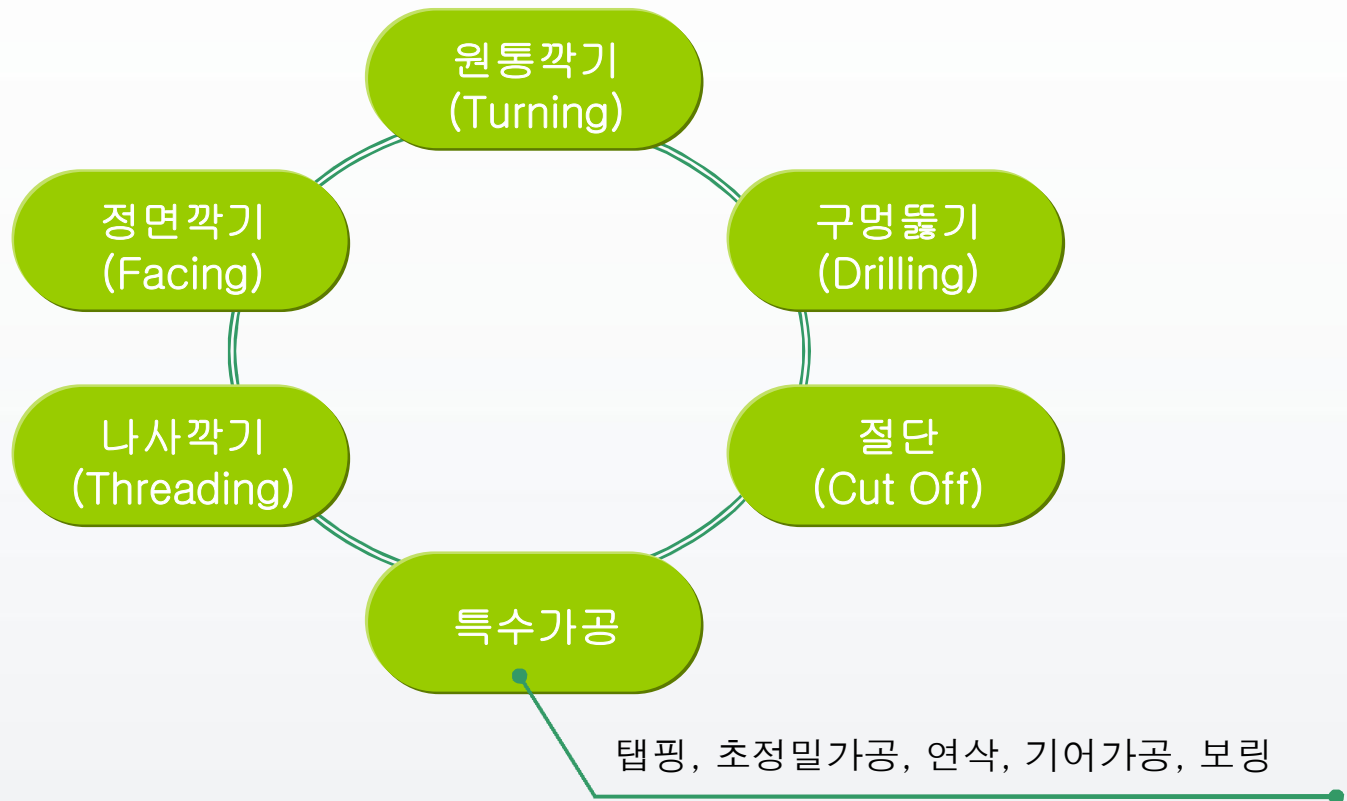 원통깎기
(Turning)
정면깎기
(Facing)
구멍뚫기
(Drilling)
나사깎기
(Threading)
절단
(Cut Off)
특수가공
탭핑, 초정밀가공, 연삭, 기어가공, 보링